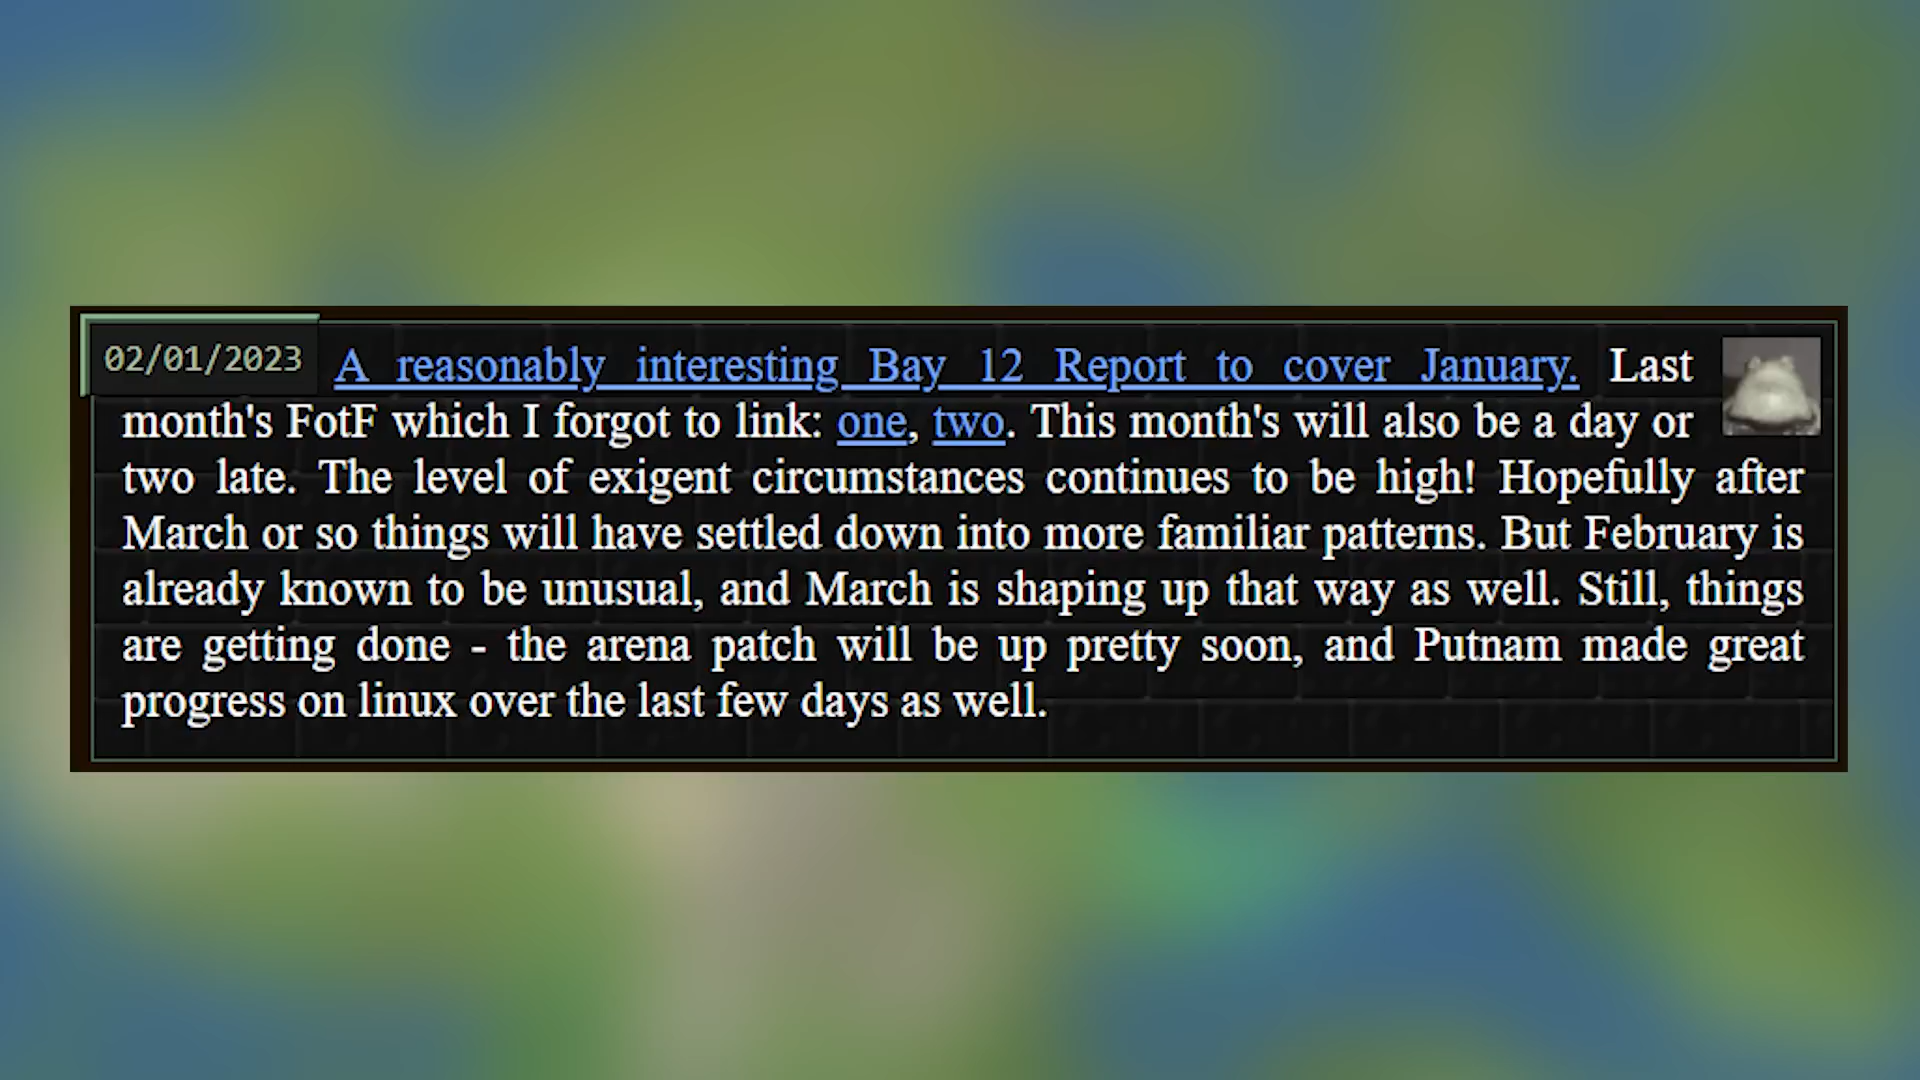 02/01/2023 A reasonably interesting Bay 12 Report to cover January. Last
month's FotF which I forgot to link: one, two. This month's will also be a day or
two late. The level of exigent circumstances continues to be high! Hopefully after
March or so things will have settled down into more familiar patterns. But February is
already known to be unusual, and March is shaping up that way as well. Still, things
are getting done - the arena patch will be up pretty soon, and Putnam made great
progress on linux over the last few days as well.